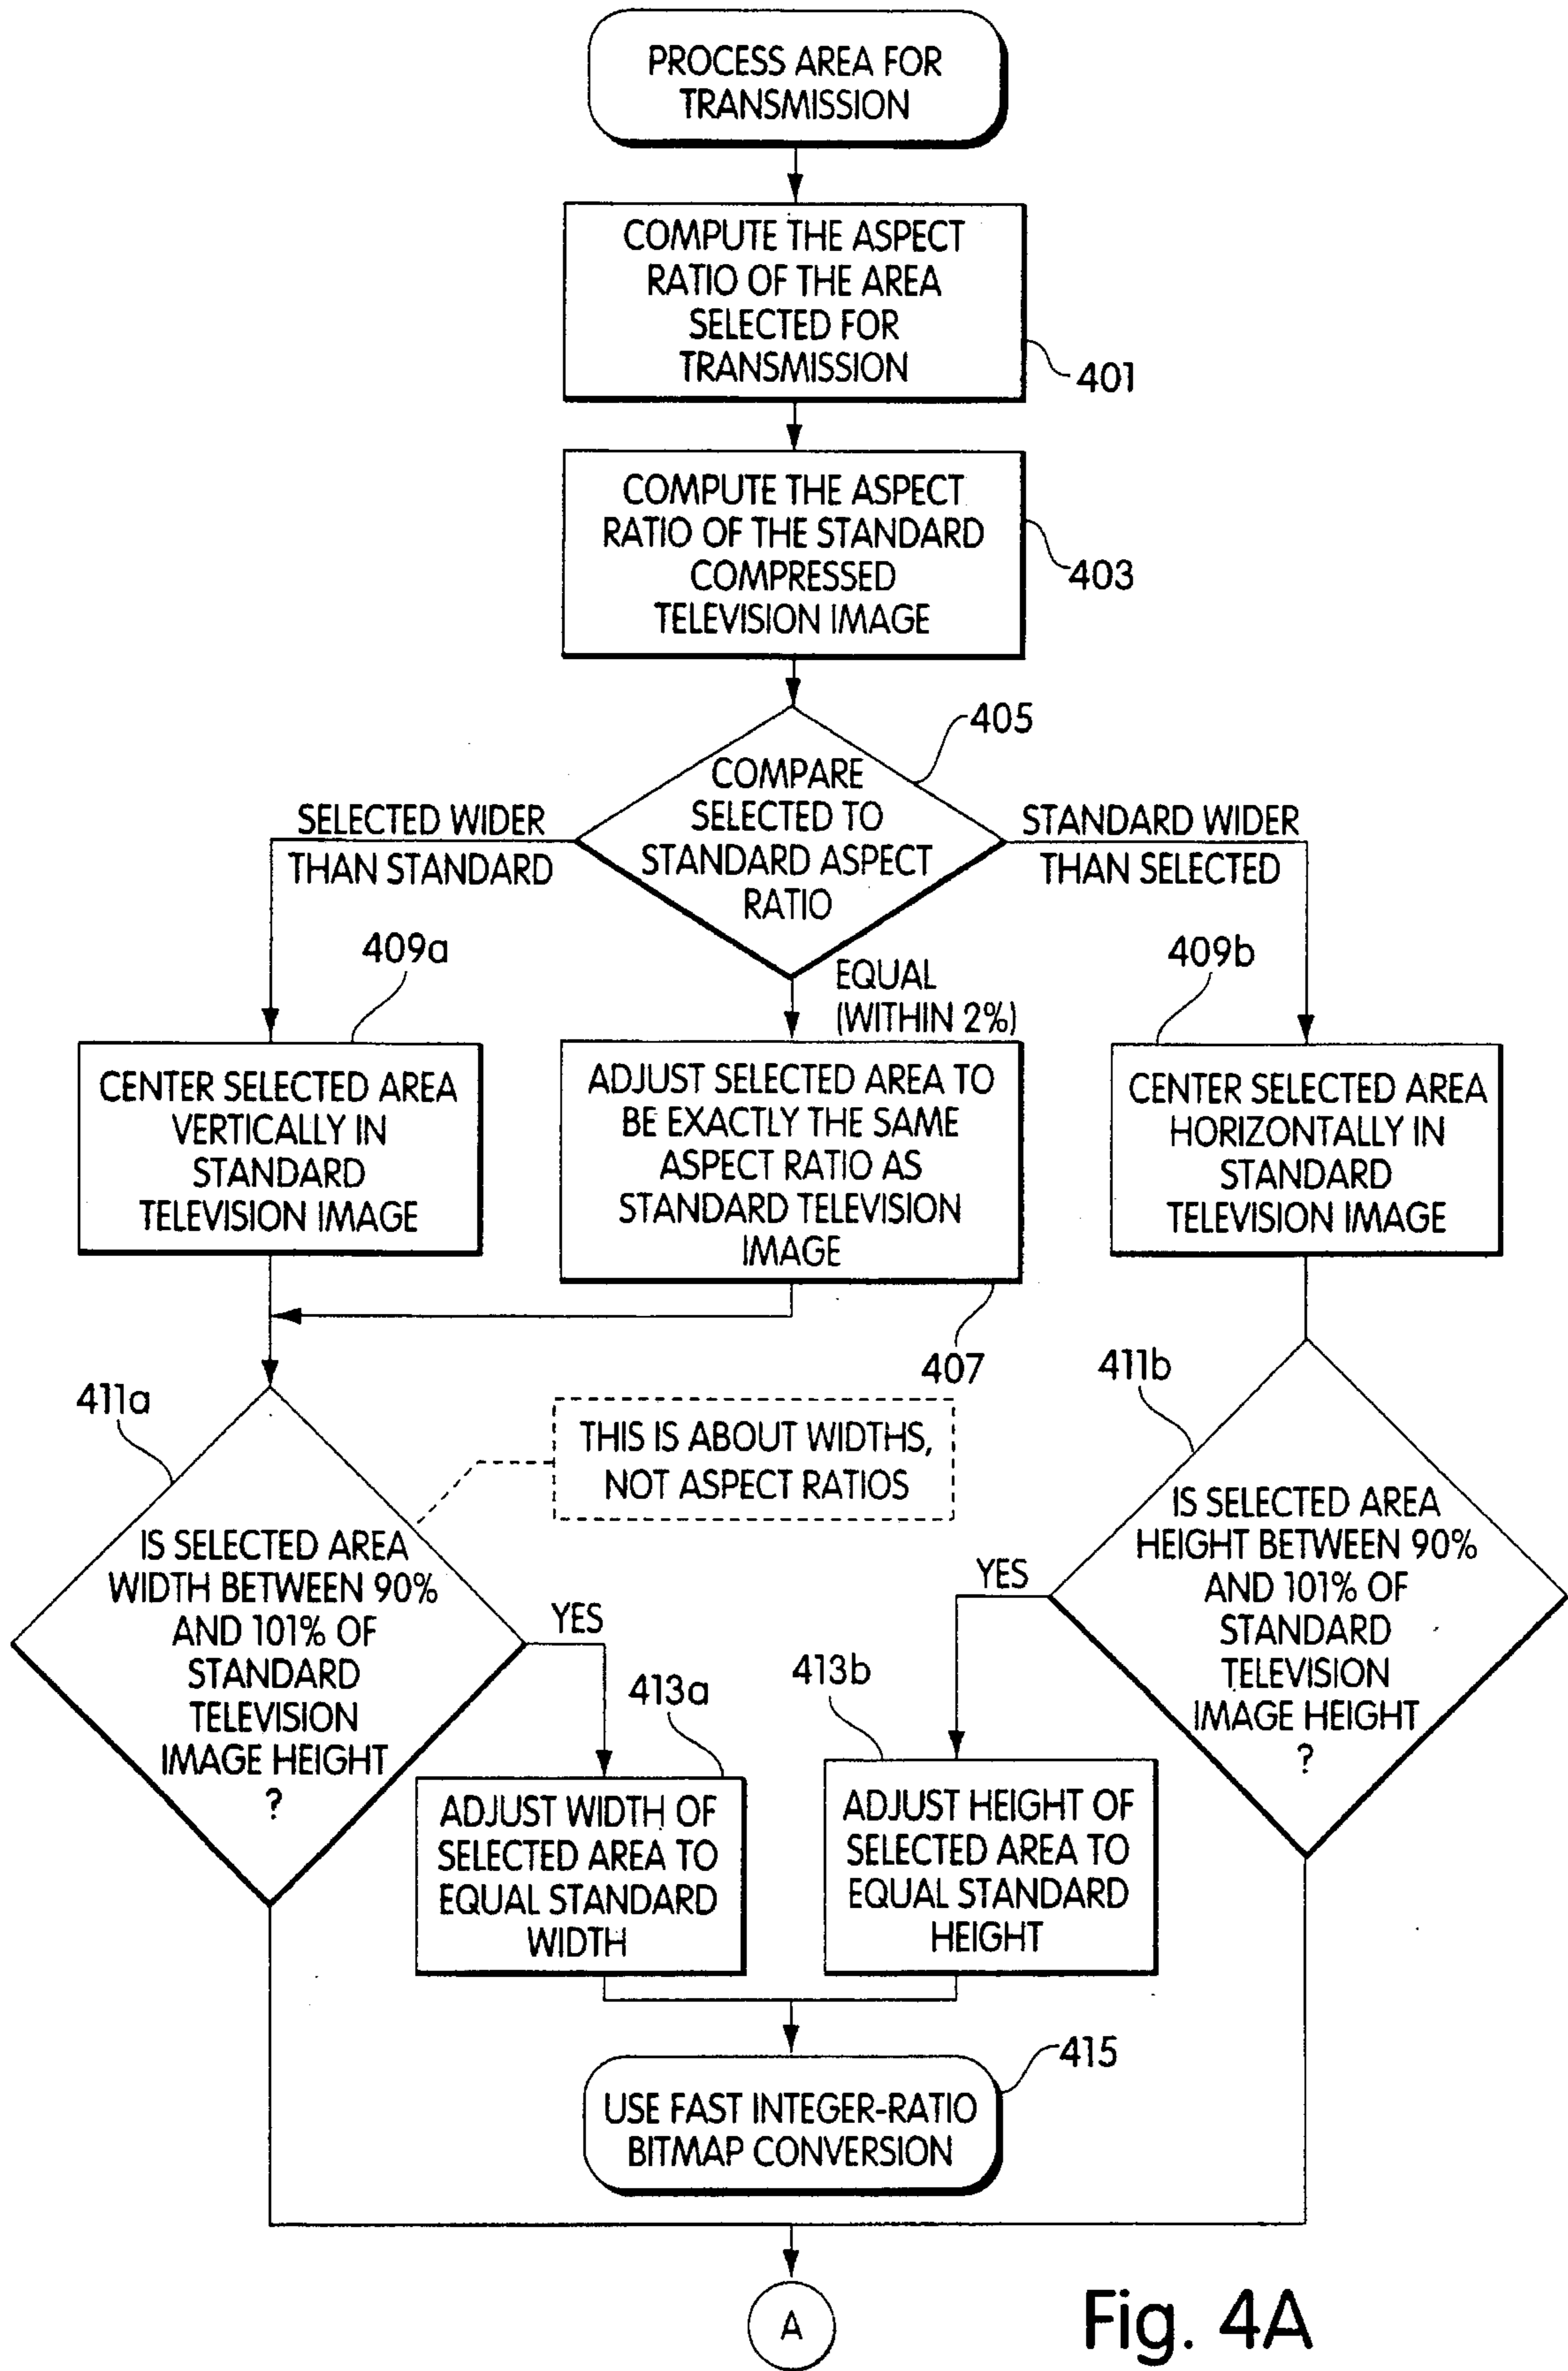 PROCESS AREA FOR
TRANSMISSION
COMPUTE THE ASPECT
RATIO OF THE AREA
SELECTED FOR
TRANSMISSION
401
COMPUTE THE ASPECT
RATIO OF THE STANDARD
COMPRESSED
TELEVISION IMAGE
403
405
COMPARE
SELECTED TO
STANDARD ASPECT
RATIO
SELECTED WIDER
THAN STANDARD
STANDARD WIDER
THAN SELECTED
EQUAL
(WITHIN 2%)
409a
CENTER SELECTED AREA
VERTICALLY IN
STANDARD
TELEVISION IMAGE
ADJUST SELECTED AREA TO
BE EXACTLY THE SAME
ASPECT RATIO AS
STANDARD TELEVISION
IMAGE
407
409b
CENTER SELECTED AREA
HORIZONTALLY IN
STANDARD
TELEVISION IMAGE
411a
IS SELECTED AREA
WIDTH BETWEEN 90%
AND 101% OF
STANDARD
TELEVISION
IMAGE HEIGHT
?
THIS IS ABOUT WIDTHS,
NOT ASPECT RATIOS
411b
IS SELECTED AREA
HEIGHT BETWEEN 90%
AND 101% OF
STANDARD
TELEVISION
IMAGE HEIGHT
?
YES
YES
413a
ADJUST WIDTH OF
SELECTED AREA TO
EQUAL STANDARD
WIDTH
413b
ADJUST HEIGHT OF
SELECTED AREA TO
EQUAL STANDARD
HEIGHT
415
USE FAST INTEGER-RATIO
BITMAP CONVERSION
A
Fig. 4A